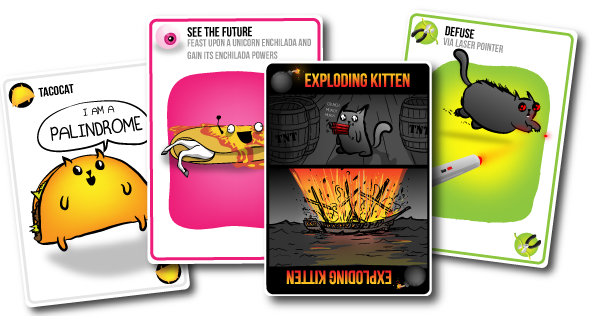 TACOCAT
I AM A
PALINDROME
SEE THE FUTURE
FEAST UPON A UNICORN ENCHILADA AND
GAIN ITS ENCHILADA POWERS
EXPLODING KITTEN
TNT
TNT
EXPLODING KITTEN
DEFUSE
VIA LASER POINTER